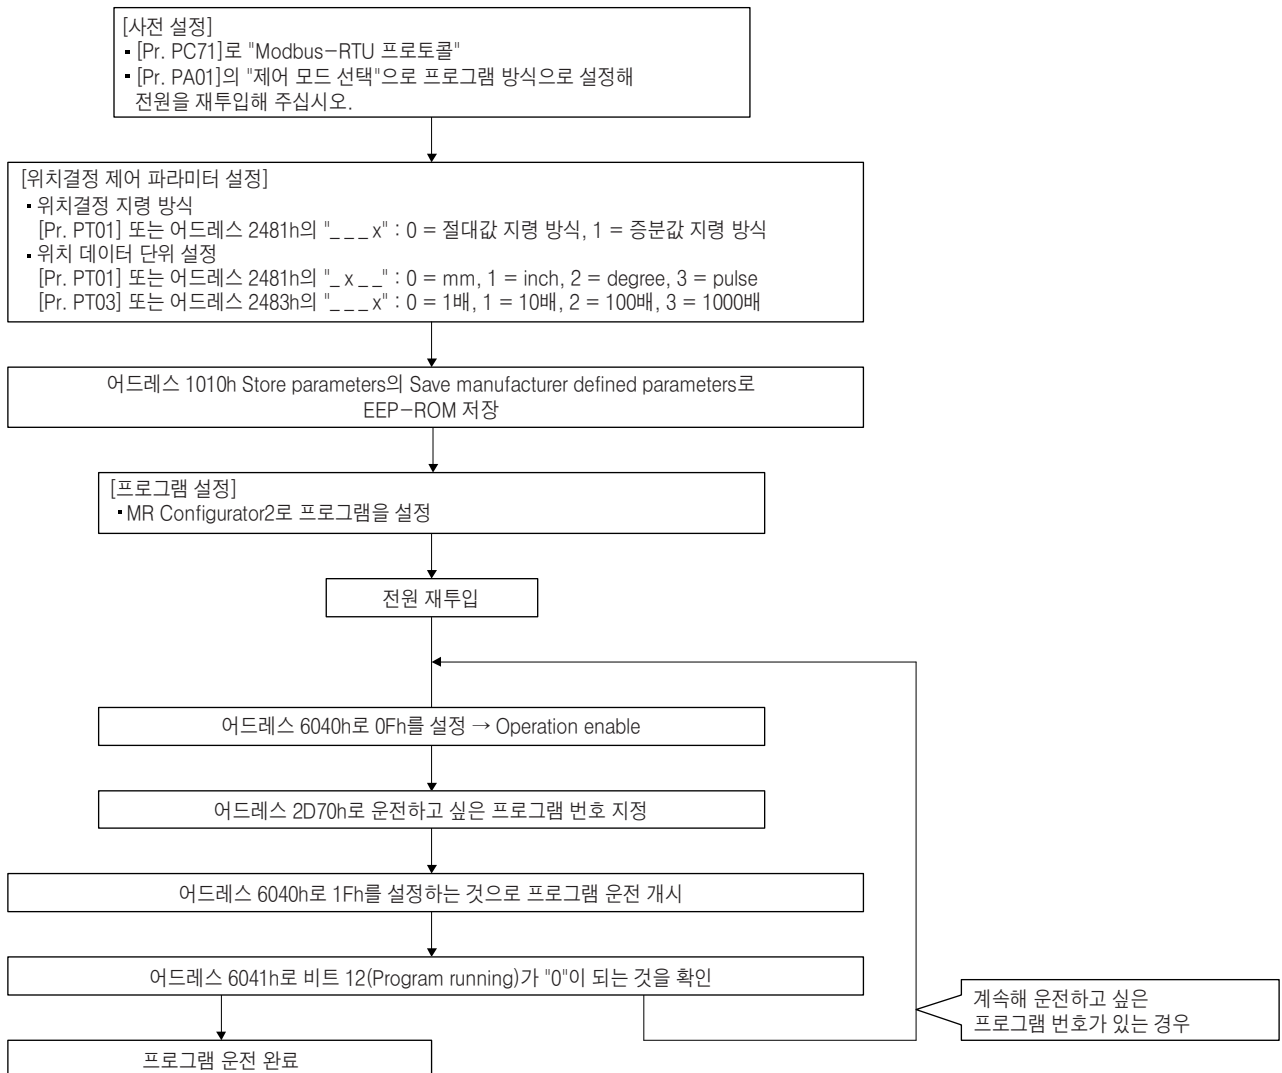 [사전 설정]
▪ [Pr. PC71]로 "Modbus-RTU 프로토콜"
▪ [Pr. PA01]의 "제어 모드 선택"으로 프로그램 방식으로 설정해
전원을 재투입해 주십시오.
[위치결정 제어 파라미터 설정]
▪ 위치결정 지령 방식
[Pr. PT01] 또는 어드레스 2481h의 "_ _ _ x" : 0 = 절대값 지령 방식, 1 = 증분값 지령 방식
▪ 위치 데이터 단위 설정
[Pr. PT01] 또는 어드레스 2481h의 "_ x _ _" : 0 = mm, 1 = inch, 2 = degree, 3 = pulse
[Pr. PT03] 또는 어드레스 2483h의 "_ _ _ x" : 0 = 1배, 1 = 10배, 2 = 100배, 3 = 1000배
어드레스 1010h Store parameters의 Save manufacturer defined parameters로
EEP-ROM 저장
[프로그램 설정]
▪ MR Configurator2로 프로그램을 설정
전원 재투입
어드레스 6040h로 0Fh를 설정 → Operation enable
어드레스 2D70h로 운전하고 싶은 프로그램 번호 지정
어드레스 6040h로 1Fh를 설정하는 것으로 프로그램 운전 개시
어드레스 6041h로 비트 12(Program running)가 "0"이 되는 것을 확인
계속해 운전하고 싶은
프로그램 번호가 있는 경우
프로그램 운전 완료